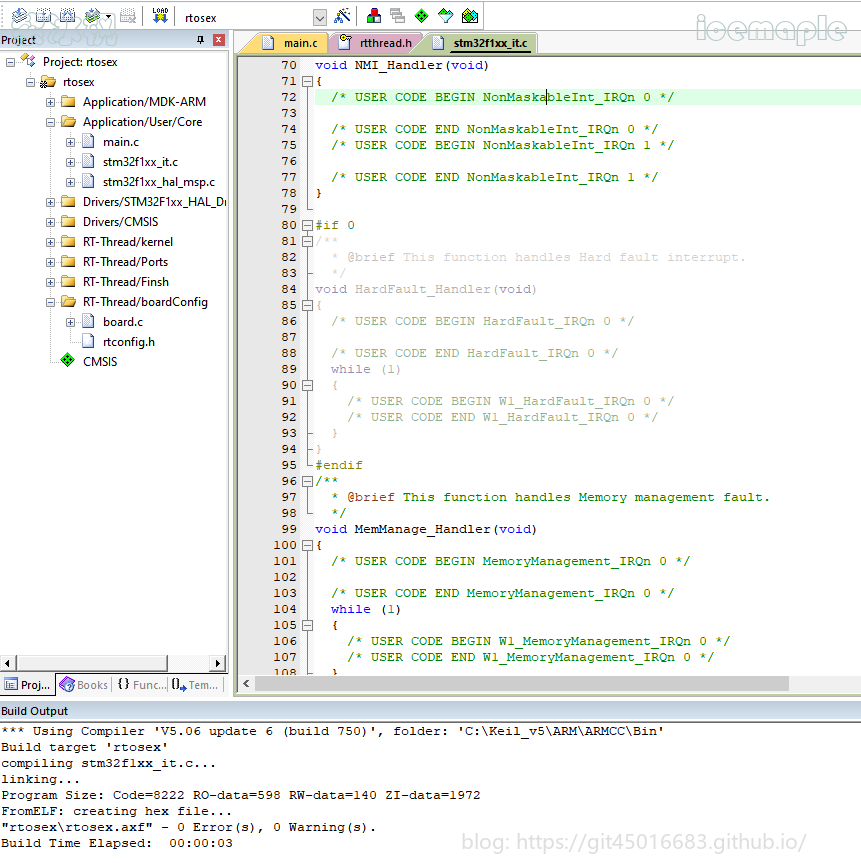 LOAD
rtosex
Project
Project: rtosex
rtosex
Application/MDK-ARM
Application/User/Core
main.c
stm32f1xx_it.c
stm32f1xx_hal_msp.c
Drivers/STM32F1xx_HAL_Dr
Drivers/CMSIS
RT-Thread/kernel
RT-Thread/Ports
RT-Thread/Finsh
RT-Thread/boardConfig
board.c
rtconfig.h
CMSIS
Proj... Books {} Func... Tem...
main.c rtthread.h stm32f1xx_it.c
joemaple
70 void NMI_Handler(void)
71 {
72 /* USER CODE BEGIN NonMaskableInt_IRQn 0 */
73
74 /* USER CODE END NonMaskableInt_IRQn 0 */
75 /* USER CODE BEGIN NonMaskableInt_IRQn 1 */
76
77 /* USER CODE END NonMaskableInt_IRQn 1 */
78 }
79
80 #if 0
81 /**
82 * @brief This function handles Hard fault interrupt.
83 */
84 void HardFault_Handler(void)
85 {
86 /* USER CODE BEGIN HardFault_IRQn 0 */
87
88 /* USER CODE END HardFault_IRQn 0 */
89 while (1)
90 {
91 /* USER CODE BEGIN W1_HardFault_IRQn 0 */
92 /* USER CODE END W1_HardFault_IRQn 0 */
93 }
94 }
95 #endif
96 /**
97 * @brief This function handles Memory management fault.
98 */
99 void MemManage_Handler(void)
100 {
101 /* USER CODE BEGIN MemoryManagement_IRQn 0 */
102
103 /* USER CODE END MemoryManagement_IRQn 0 */
104 while (1)
105 {
106 /* USER CODE BEGIN W1_MemoryManagement_IRQn 0 */
107 /* USER CODE END W1_MemoryManagement_IRQn 0 */
108 }
Build Output
*** Using Compiler 'V5.06 update 6 (build 750)', folder: 'C:\Keil_v5\ARM\ARMCC\Bin'
Build target 'rtosex'
compiling stm32f1xx_it.c...
linking...
Program Size: Code=8222 RO-data=598 RW-data=140 ZI-data=1972
FromELF: creating hex file...
"rtosex\rtosex.axf" - 0 Error(s), 0 Warning(s).
Build Time Elapsed:  00:00:03
blog: https://git45016683.github.io/